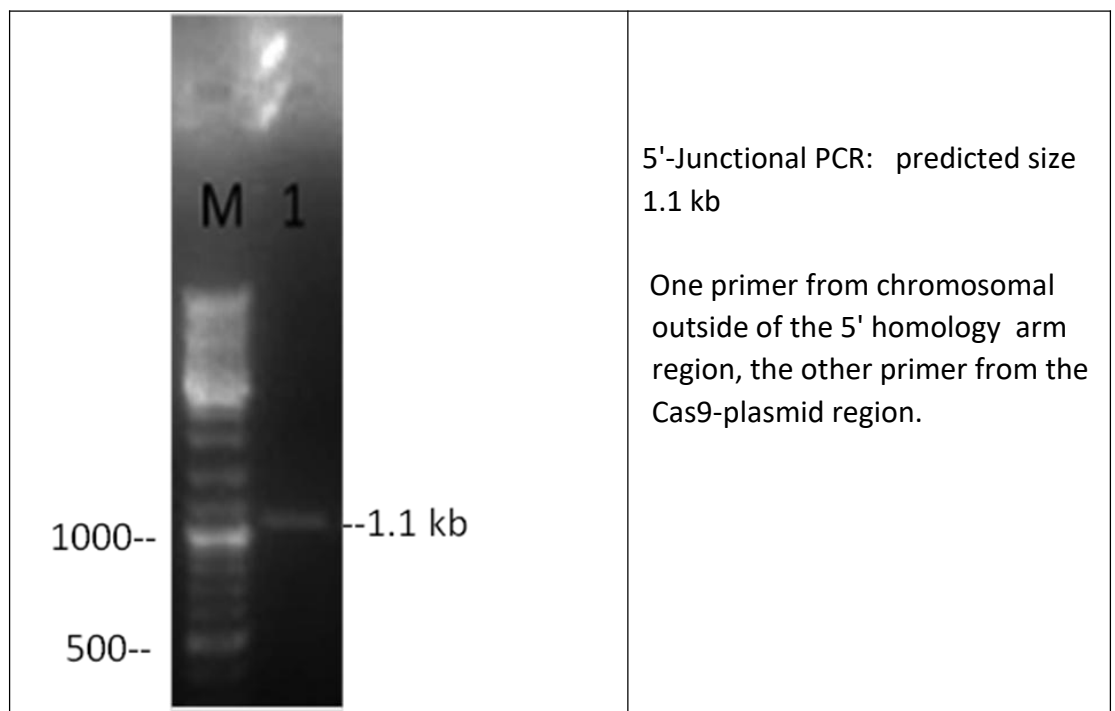 M 1
1000--
--1.1 kb
500--
5'-Junctional PCR: predicted size
1.1 kb
One primer from chromosomal
outside of the 5' homology arm
region, the other primer from the
Cas9-plasmid region.